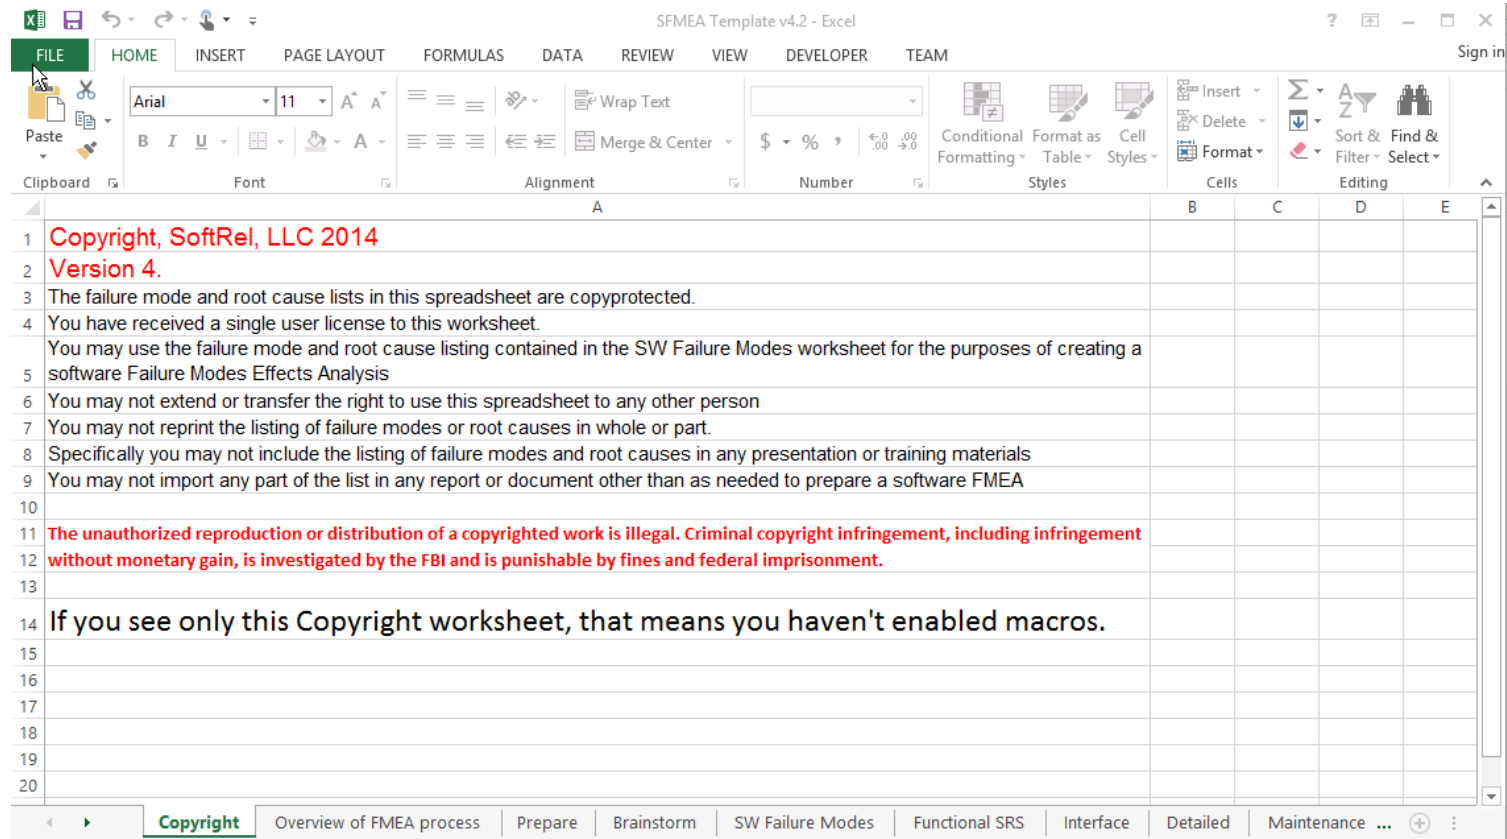 SFMEA Template v4.2 - Excel
?
FILE HOME INSERT PAGE LAYOUT FORMULAS DATA REVIEW VIEW DEVELOPER TEAM Sign in
Arial 11 A A Wrap Text Insert Σ A Z
Delete
Paste B I U A Merge & Center $ % , .0 .00 .00 .0 Conditional Formatting Format as Table Cell Styles Format Sort & Filter Find & Select
Clipboard Font Alignment Number Styles Cells Editing
A B C D E
1 Copyright, SoftRel, LLC 2014
2 Version 4.
3 The failure mode and root cause lists in this spreadsheet are copyprotected.
4 You have received a single user license to this worksheet.
You may use the failure mode and root cause listing contained in the SW Failure Modes worksheet for the purposes of creating a
5 software Failure Modes Effects Analysis
6 You may not extend or transfer the right to use this spreadsheet to any other person
7 You may not reprint the listing of failure modes or root causes in whole or part.
8 Specifically you may not include the listing of failure modes and root causes in any presentation or training materials
9 You may not import any part of the list in any report or document other than as needed to prepare a software FMEA
10
11 The unauthorized reproduction or distribution of a copyrighted work is illegal. Criminal copyright infringement, including infringement
12 without monetary gain, is investigated by the FBI and is punishable by fines and federal imprisonment.
13
14 If you see only this Copyright worksheet, that means you haven't enabled macros.
15
16
17
18
19
20
Copyright Overview of FMEA process Prepare Brainstorm SW Failure Modes Functional SRS Interface Detailed Maintenance ...